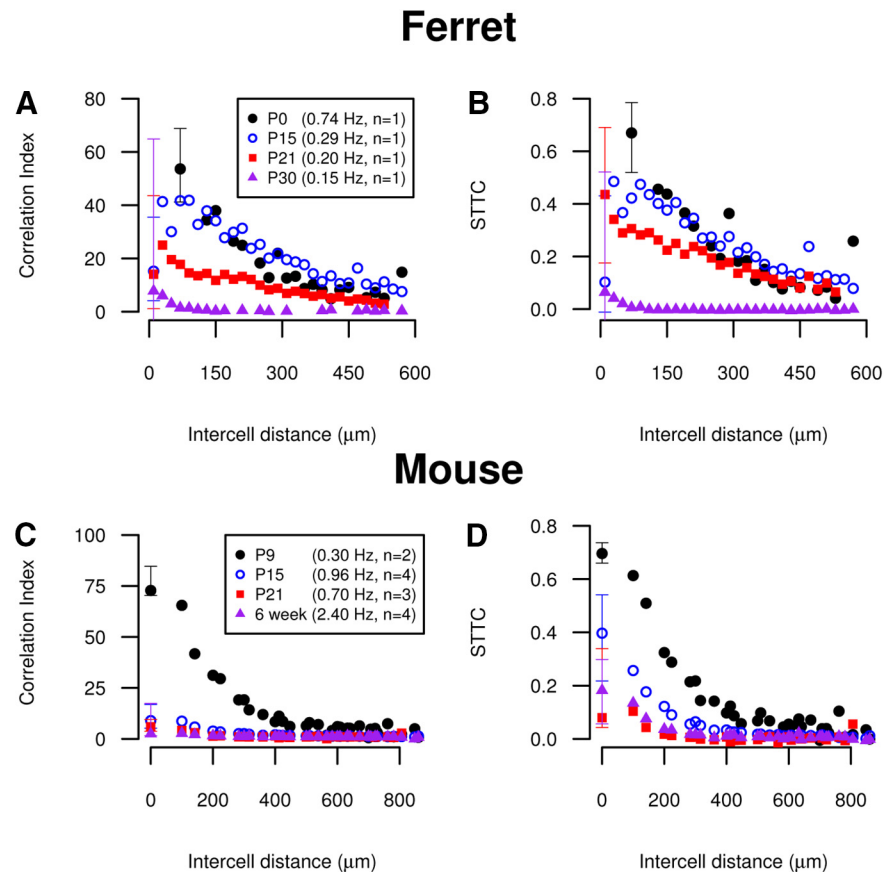 Ferret
A
Correlation Index
80
60
40
20
0
P0 (0.74 Hz, n=1)
P15 (0.29 Hz, n=1)
P21 (0.20 Hz, n=1)
P30 (0.15 Hz, n=1)
0 150 300 450 600
Intercell distance (μm)
B
STTC
0.8
0.6
0.4
0.2
0.0
0 150 300 450 600
Intercell distance (μm)
Mouse
C
Correlation Index
100
75
50
25
0
P9 (0.30 Hz, n=2)
P15 (0.96 Hz, n=4)
P21 (0.70 Hz, n=3)
6 week (2.40 Hz, n=4)
0 200 400 600 800
Intercell distance (μm)
D
STTC
0.8
0.6
0.4
0.2
0.0
0 200 400 600 800
Intercell distance (μm)